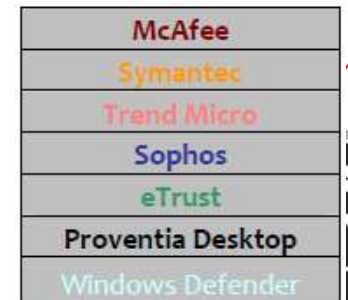 McAfee
Symantec
Trend Micro
Sophos
eTrust
Proventia Desktop
Windows Defender